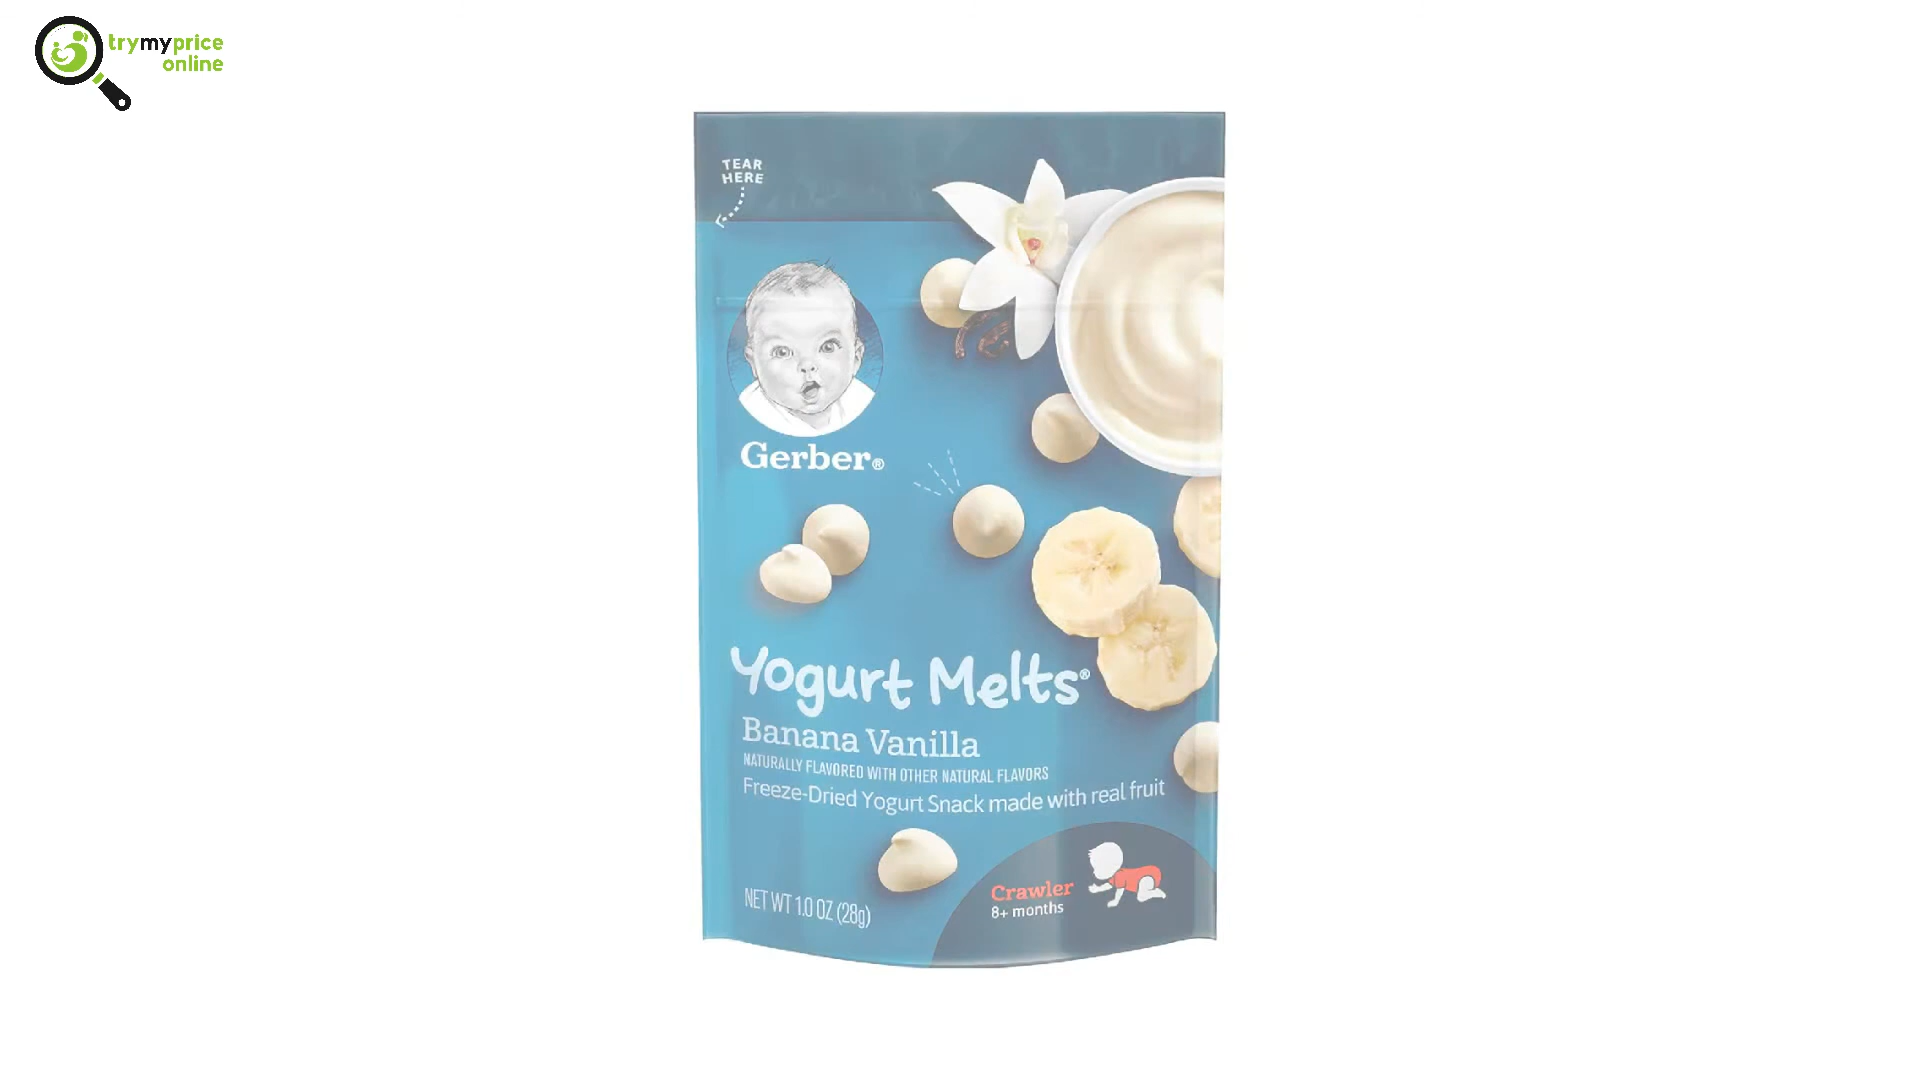 trymyprice
online
TEAR
HERE
Gerber®
Yogurt Melts®
Banana Vanilla
NATURALLY FLAVORED WITH OTHER NATURAL FLAVORS
Freeze-Dried Yogurt Snack made with real fruit
Crawler
8+ months
NET WT 1.0 OZ (28g)